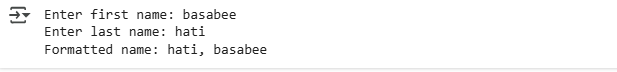 Enter first name: basabee
Enter last name: hati
Formatted name: hati, basabee